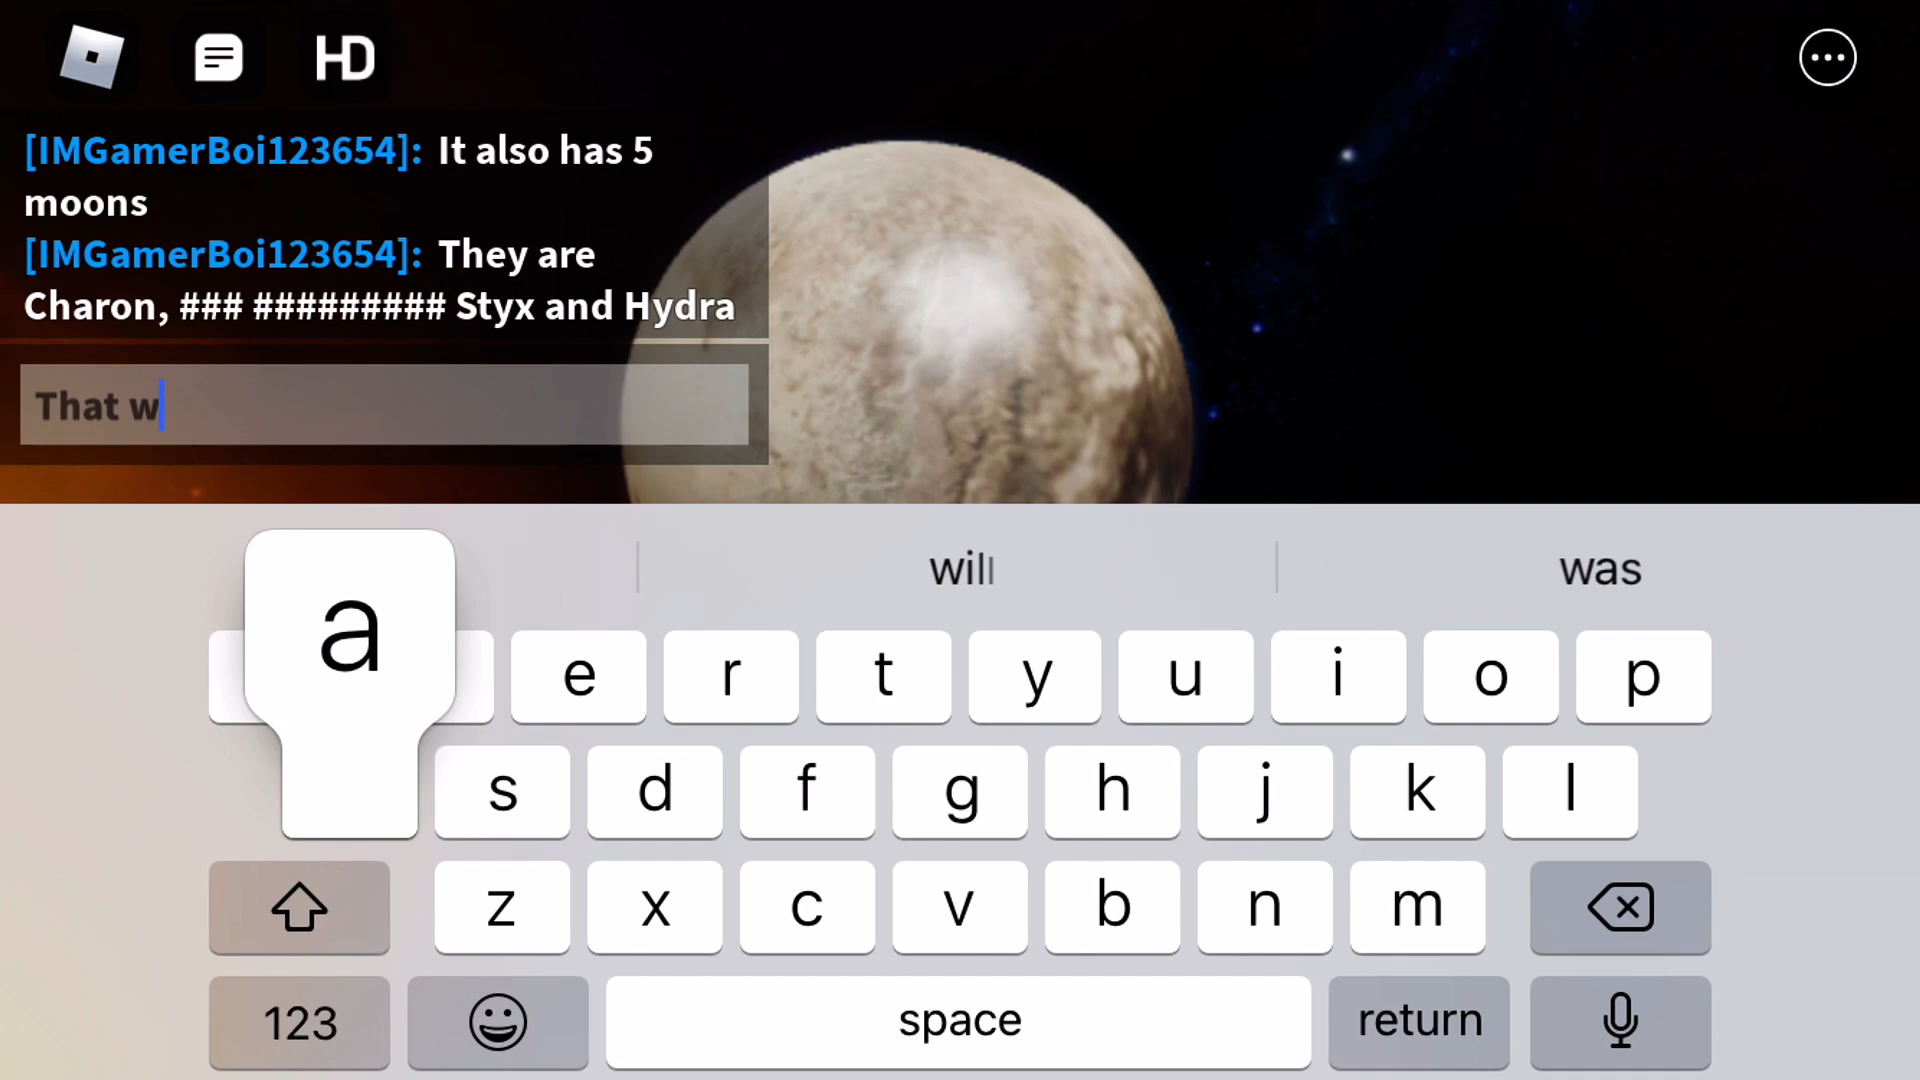 HD
[IMGamerBoi123654]: It also has 5
moons
[IMGamerBoi123654]: They are
Charon, ### ######### Styx and Hydra
That w
will was
a e r t y u i o p
s d f g h j k l
z x c v b n m
123 space return